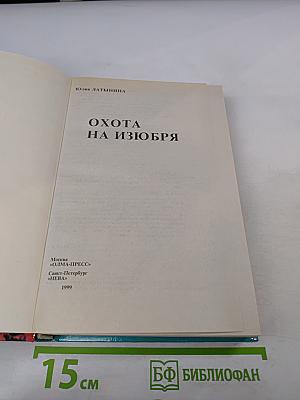 Юлия ЛАТЫНИНА
ОХОТА
НА ИЗЮБРЯ
Москва
«ОЛМА-ПРЕСС»
Санкт-Петербург
«НЕВА»
1999
15 см
БФ БИБЛИОФАН